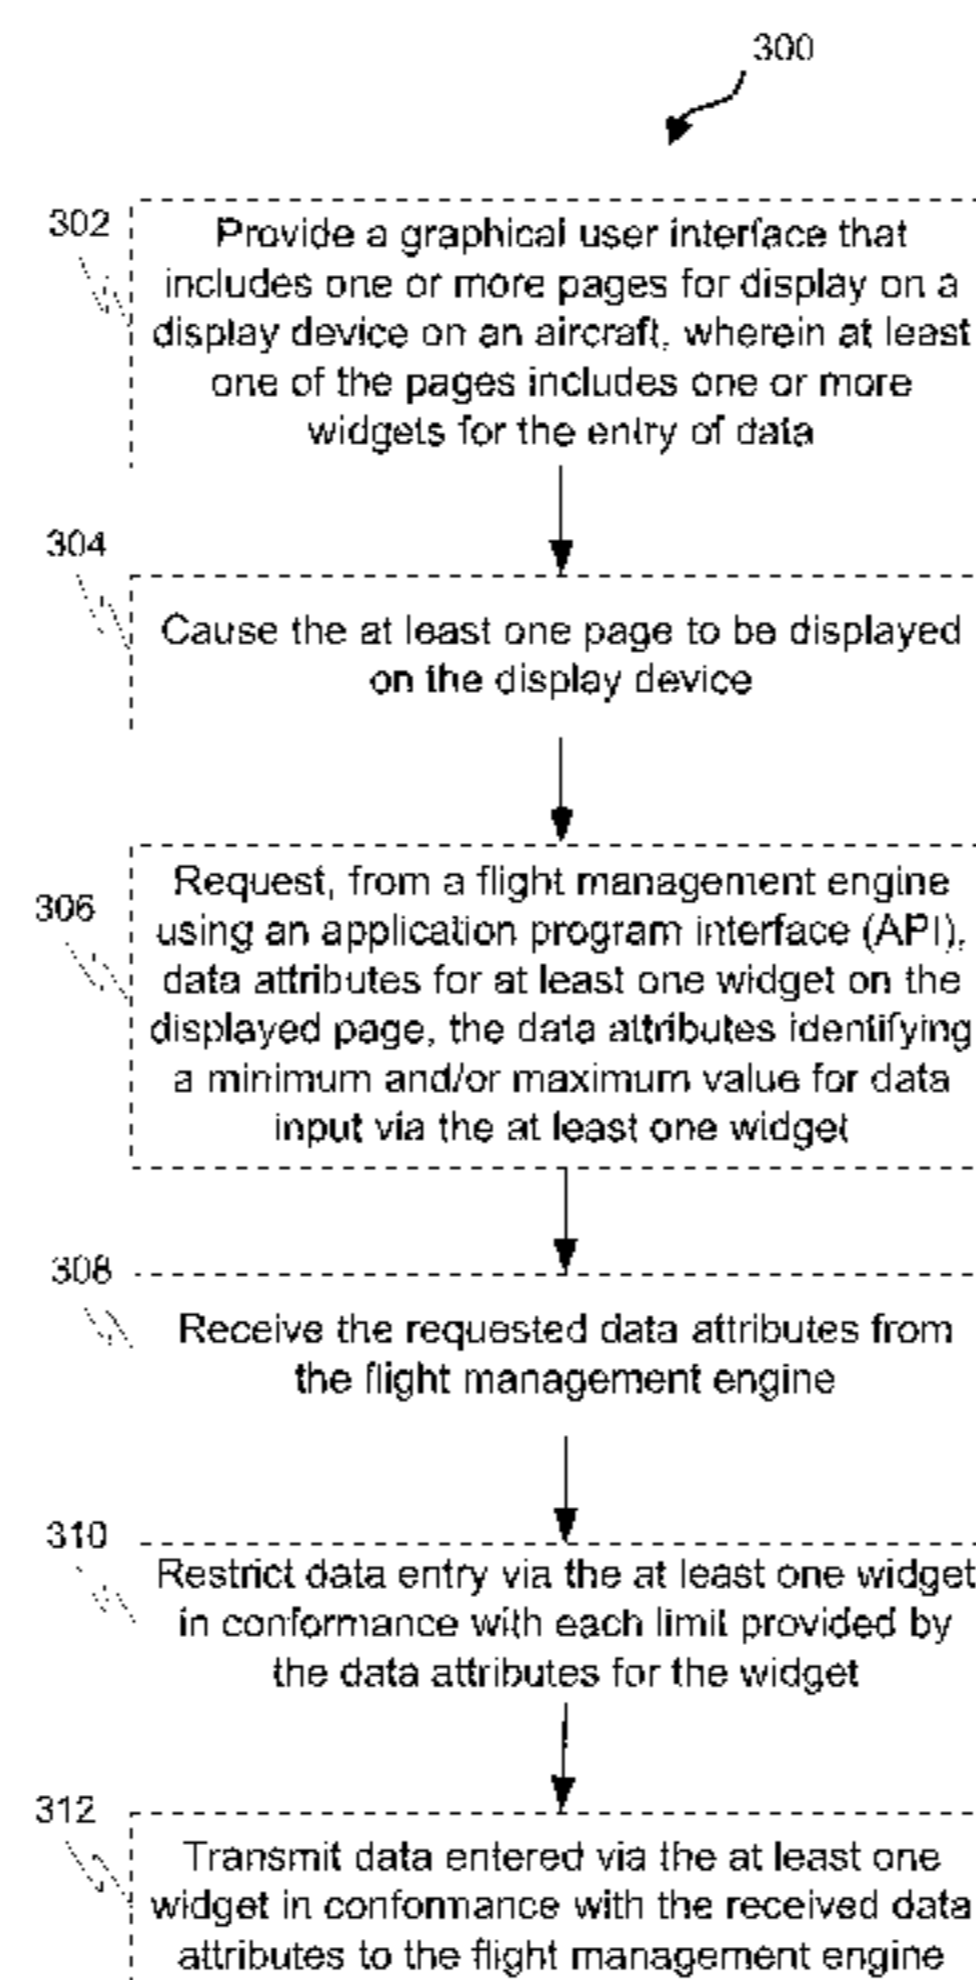 300
302
Provide a graphical user interface that
includes one or more pages for display on a
display device on an aircraft, wherein at least
one of the pages includes one or more
widgets for the entry of data
304
Cause the at least one page to be displayed
on the display device
306
Request, from a flight management engine
using an application program interface (API),
data attributes for at least one widget on the
displayed page, the data attributes identifying
a minimum and/or maximum value for data
input via the at least one widget
308
Receive the requested data attributes from
the flight management engine
310
Restrict data entry via the at least one widget
in conformance with each limit provided by
the data attributes for the widget
312
Transmit data entered via the at least one
widget in conformance with the received data
attributes to the flight management engine